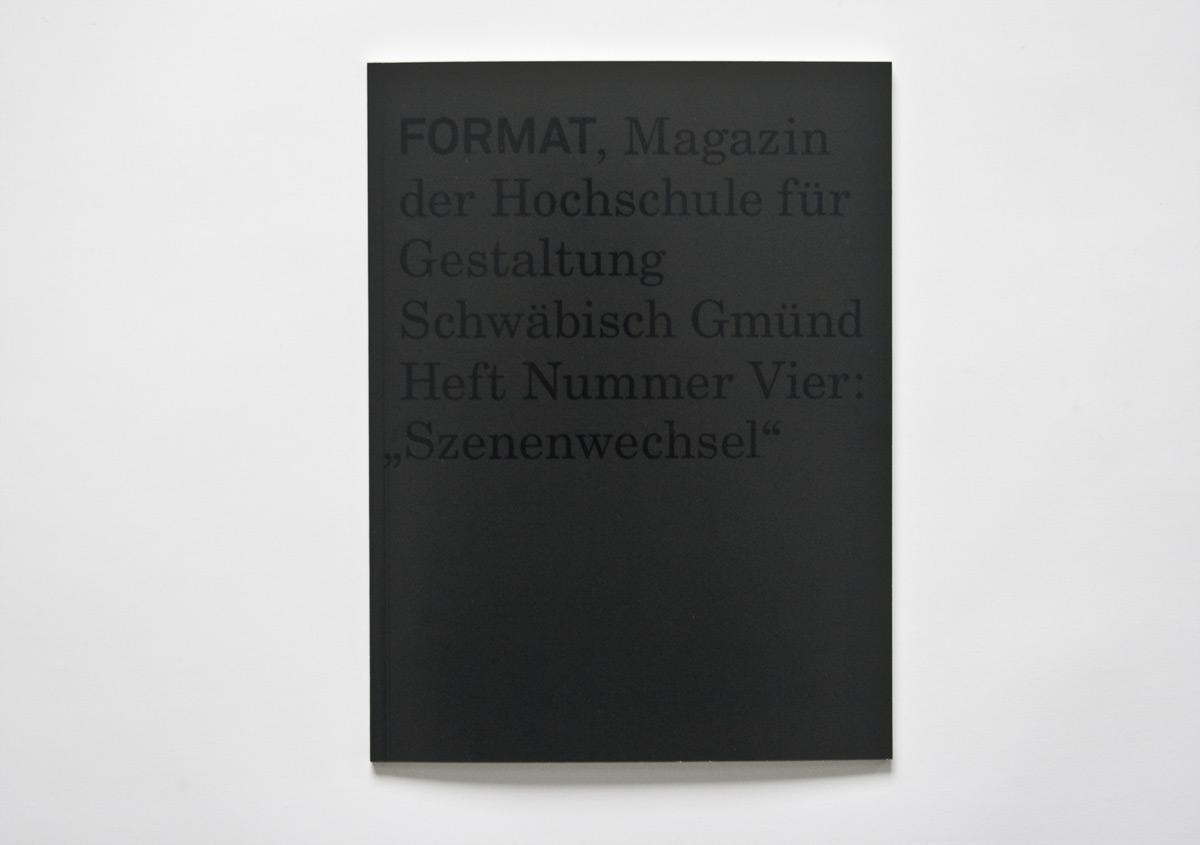 FORMAT, Magazin
der Hochschule für
Gestaltung
Schwäbisch Gmünd
Heft Nummer Vier:
„Szenenwechsel“